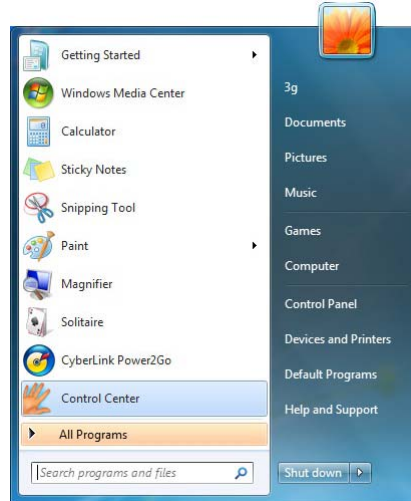 Getting Started
Windows Media Center
Calculator
Sticky Notes
Snipping Tool
Paint
Magnifier
Solitaire
CyberLink Power2Go
Control Center
All Programs
Search programs and files
3g
Documents
Pictures
Music
Games
Computer
Control Panel
Devices and Printers
Default Programs
Help and Support
Shut down